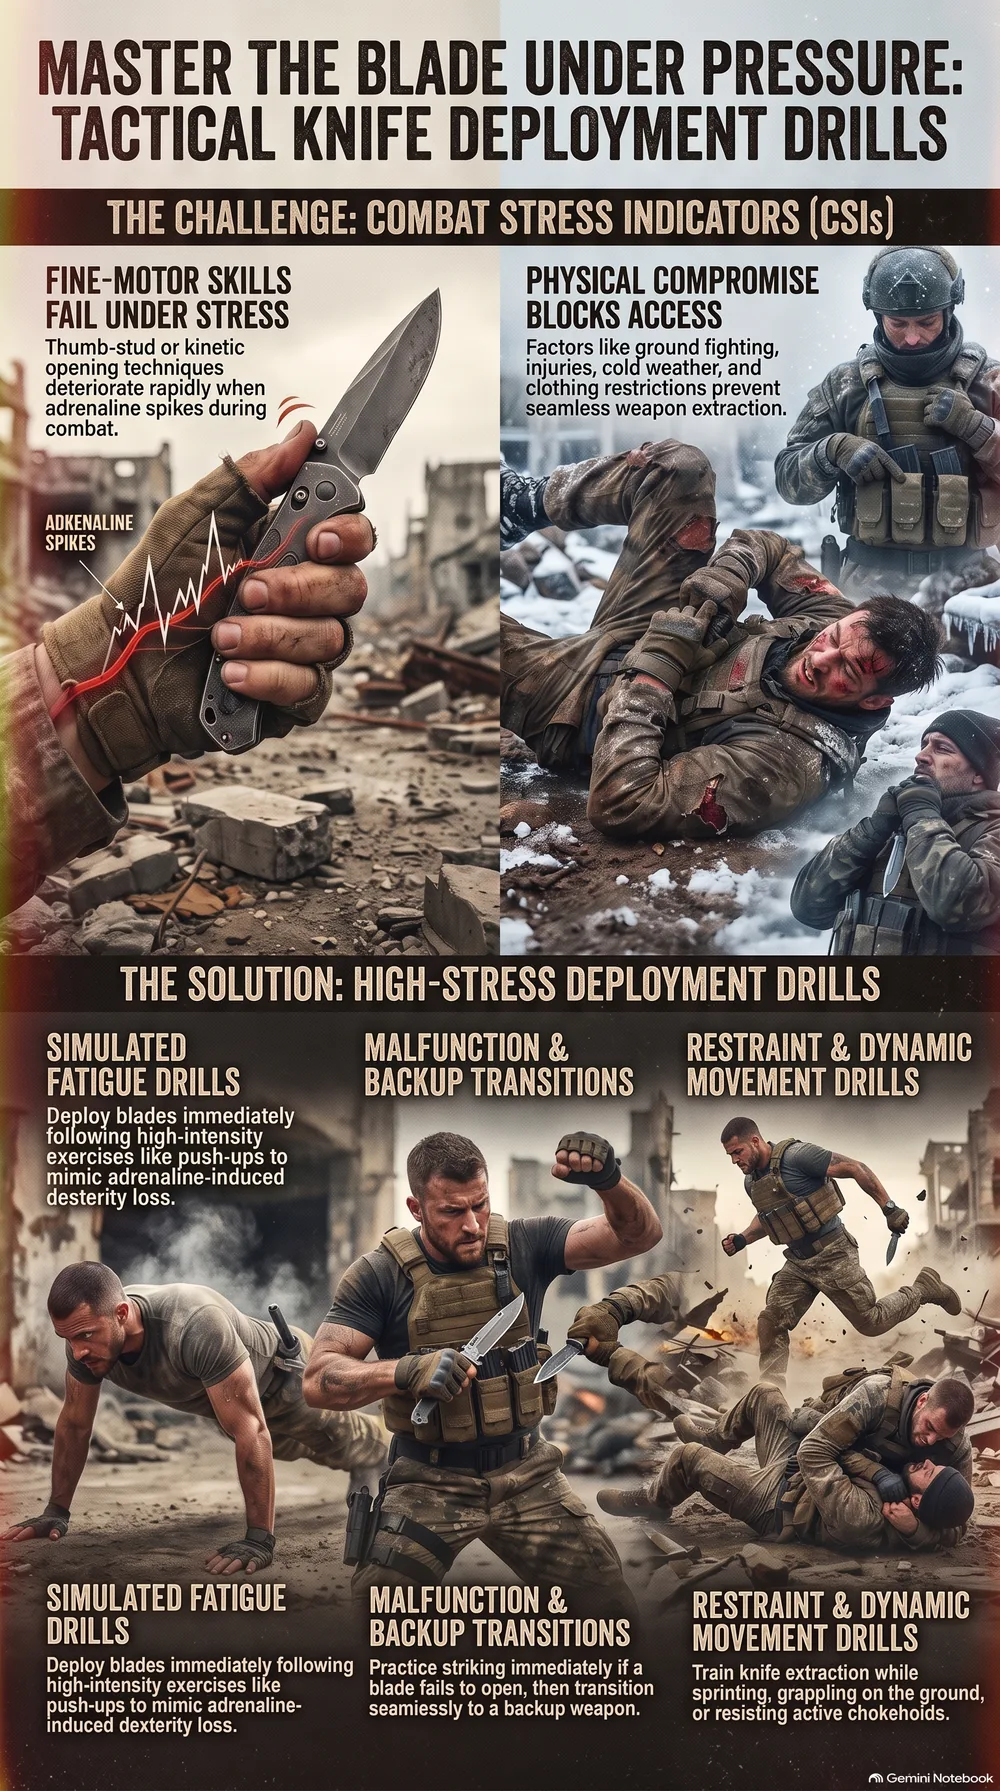 MASTER THE BLADE UNDER PRESSURE:
TACTICAL KNIFE DEPLOYMENT DRILLS
THE CHALLENGE: COMBAT STRESS INDICATORS (CSIs)
FINE-MOTOR SKILLS
FAIL UNDER STRESS
Thumb-stud or kinetic
opening techniques
deteriorate rapidly when
adrenaline spikes during
combat.
ADKENALINE
SPIKES
PHYSICAL COMPROMISE
BLOCKS ACCESS
Factors like ground fighting,
injuries, cold weather, and
clothing restrictions prevent
seamless weapon extraction.
THE SOLUTION: HIGH-STRESS DEPLOYMENT DRILLS
SIMULATED
FATIGUE DRILLS
Deploy blades immediately
following high-intensity
exercises like push-ups to
mimic adrenaline-induced
desterity loss.
MALFUNCTION &
BACKUP TRANSITIONS
RESTRAINT & DYNAMIC
MOVEMENT DRILLS
SIMULATED FATIGUE
DRILLS
Deploy blades immediately following
high-intensity exercises like
push-ups to mimic adrenaline-
induced dexterity loss.
MALFUNCTION &
BACKUP TRANSITIONS
Practice striking immediately if a
blade fails to open, then transition
seamiessly to a backup weapon.
RESTRAINT & DYNAMIC
MOVEMENT DRILLS
Train knife extraction while
sprinting, grappling on the ground,
or resisting active chokehoids.
Gemini Notebook